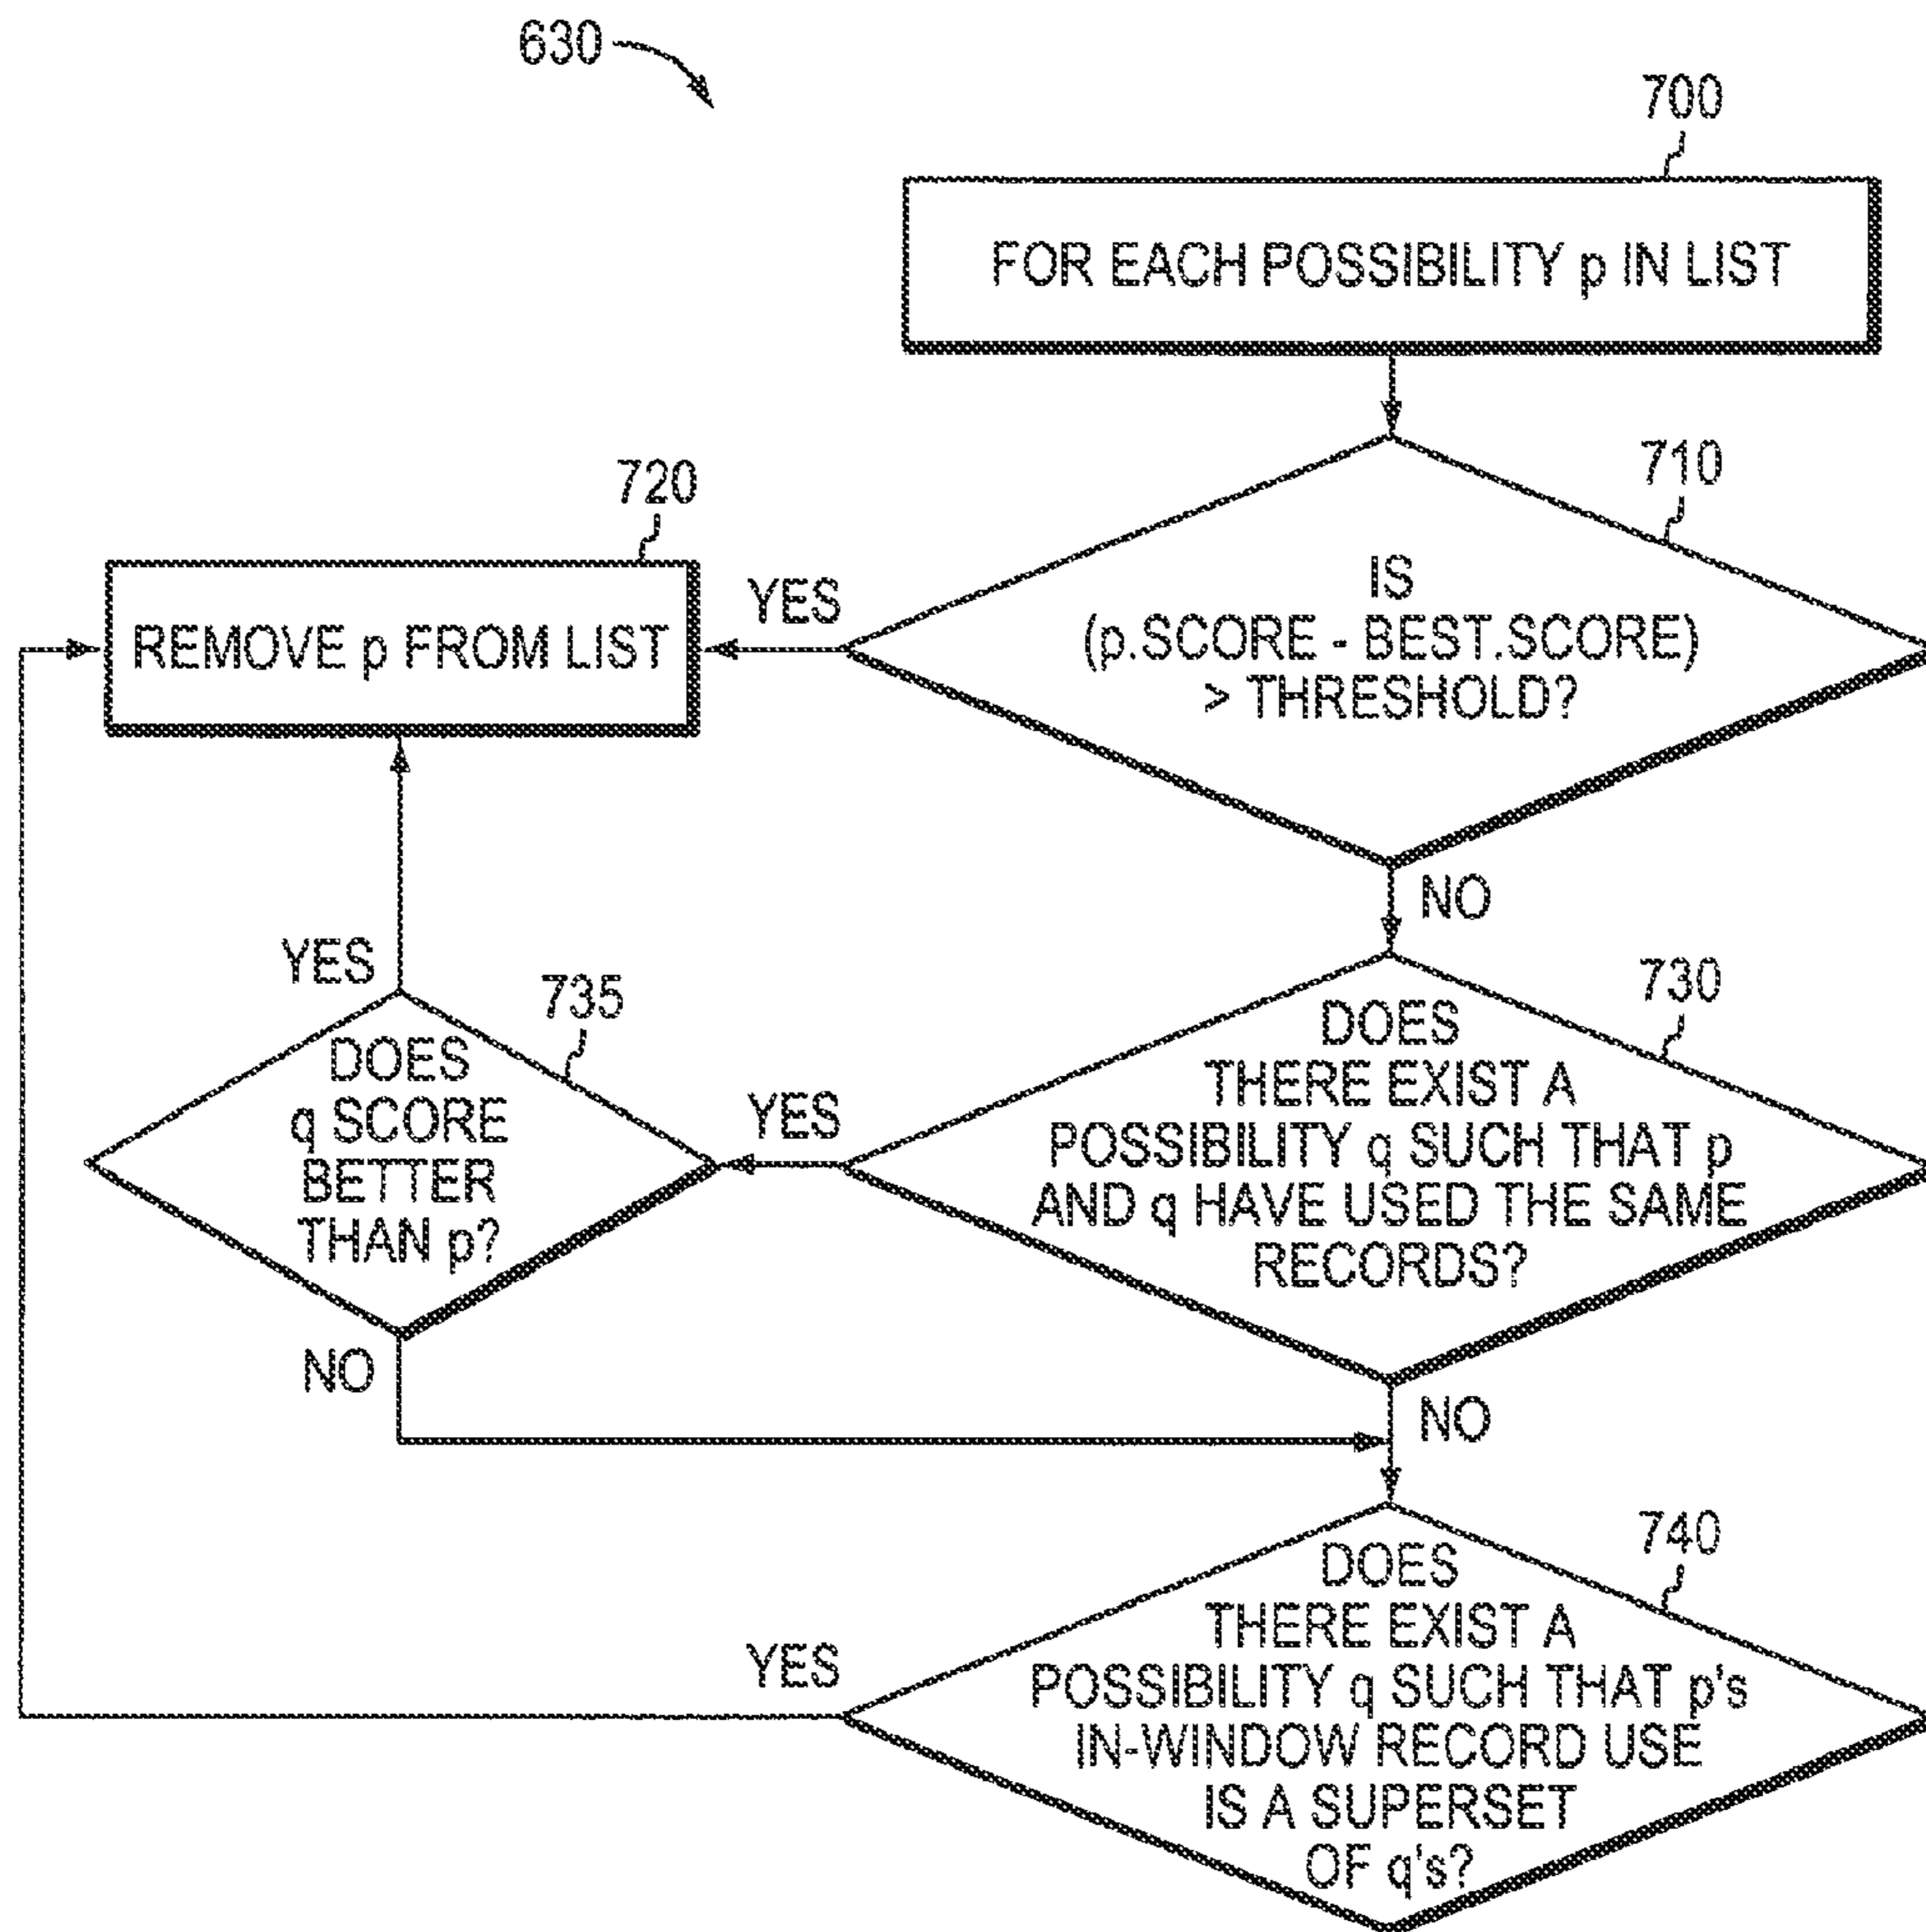 630
700
FOR EACH POSSIBILITY p IN LIST
710
IS
(p.SCORE - BEST.SCORE)
> THRESHOLD?
YES
720
REMOVE p FROM LIST
NO
730
DOES
THERE EXIST A
POSSIBILITY q SUCH THAT p
AND q HAVE USED THE SAME
RECORDS?
YES
735
DOES
q SCORE
BETTER
THAN p?
YES
NO
NO
740
DOES
THERE EXIST A
POSSIBILITY q SUCH THAT p's
IN-WINDOW RECORD USE
IS A SUPERSET
OF q's?
YES